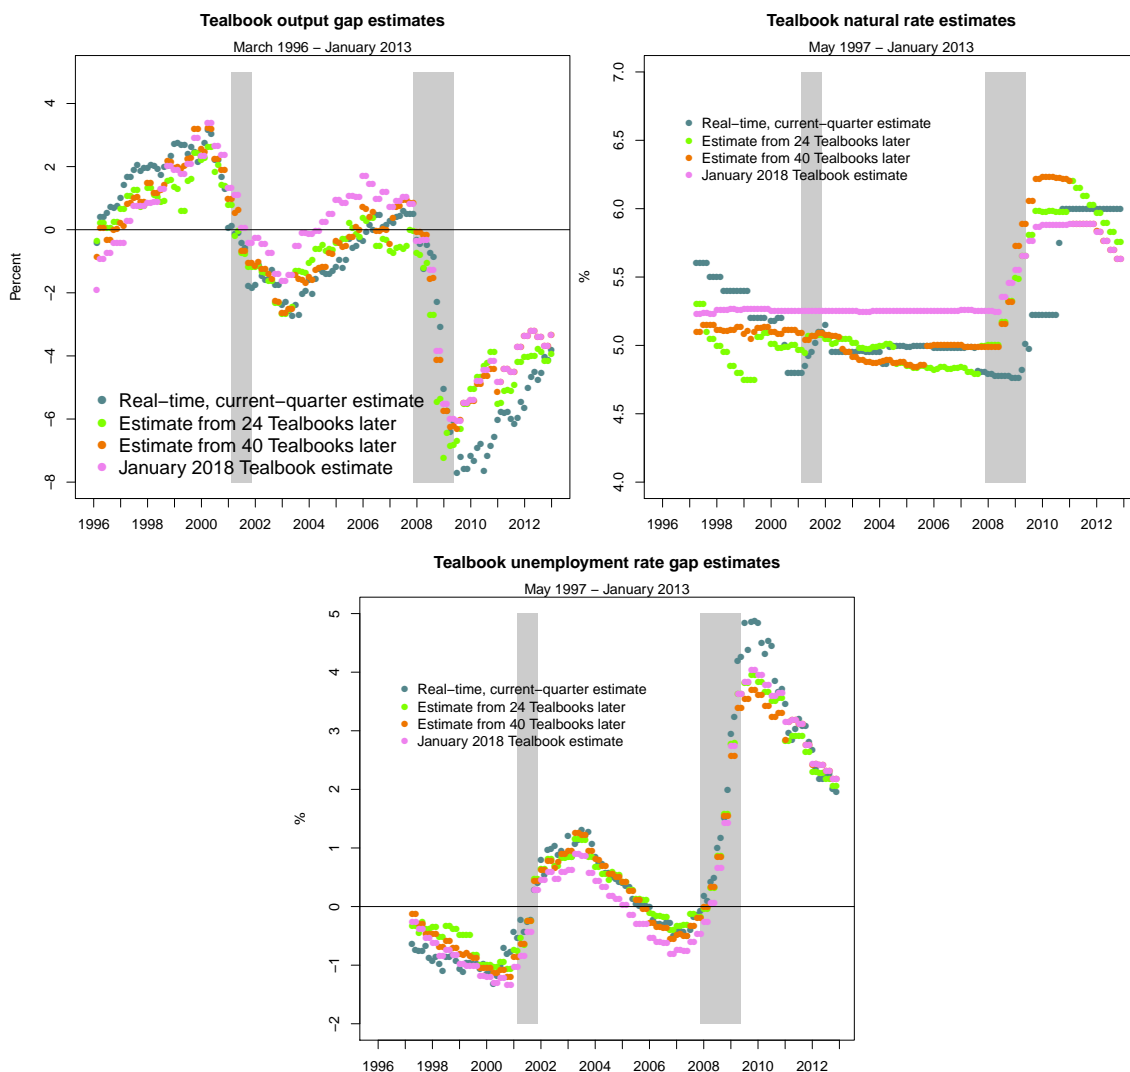 Tealbook output gap estimates
March 1996 − January 2013
Percent
4
2
0
−2
−4
−6
−8
Real−time, current−quarter estimate
Estimate from 24 Tealbooks later
Estimate from 40 Tealbooks later
January 2018 Tealbook estimate
1996 1998 2000 2002 2004 2006 2008 2010 2012
Tealbook natural rate estimates
May 1997 − January 2013
%
7.0
6.5
6.0
5.5
5.0
4.5
4.0
Real−time, current−quarter estimate
Estimate from 24 Tealbooks later
Estimate from 40 Tealbooks later
January 2018 Tealbook estimate
1996 1998 2000 2002 2004 2006 2008 2010 2012
Tealbook unemployment rate gap estimates
May 1997 − January 2013
%
5
4
3
2
1
0
−1
−2
Real−time, current−quarter estimate
Estimate from 24 Tealbooks later
Estimate from 40 Tealbooks later
January 2018 Tealbook estimate
1996 1998 2000 2002 2004 2006 2008 2010 2012